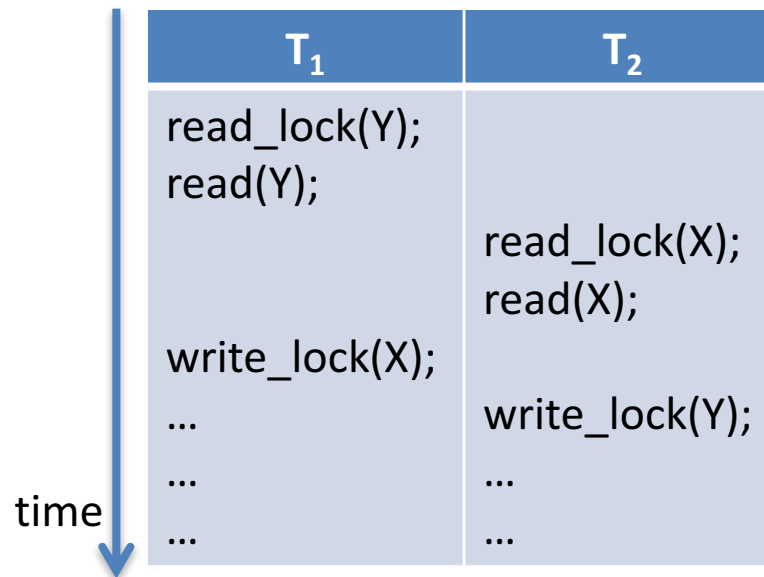 T₁ T₂
read_lock(Y);
read(Y);
read_lock(X);
read(X);
write_lock(X);
... write_lock(Y);
... ...
time
... ...